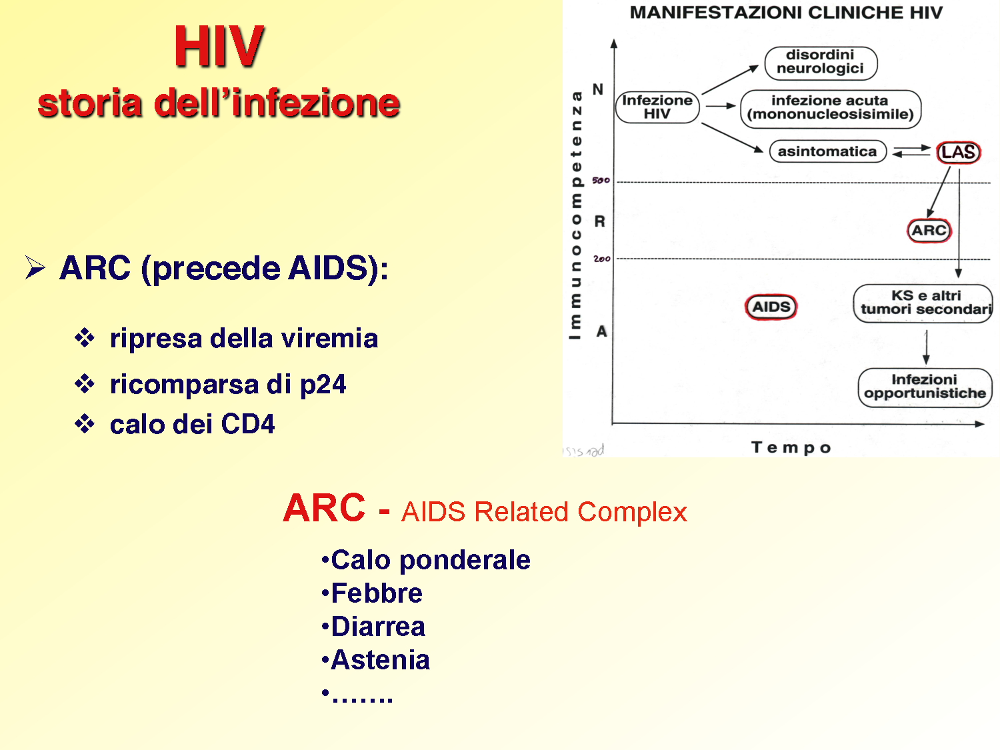 HIV
storia dell’infezione
➢ ARC (precede AIDS):
❖ ripresa della viremia
❖ ricomparsa di p24
❖ calo dei CD4
MANIFESTAZIONI CLINICHE HIV
Immunocompetenza
N
500
R
200
A
disordini
neurologici
Infezione
HIV
infezione acuta
(mononucleosisimile)
asintomatica
LAS
ARC
AIDS
KS e altri
tumori secondari
Infezioni
opportunistiche
Tempo
ARC - AIDS Related Complex
•Calo ponderale
•Febbre
•Diarrea
•Astenia
•…….